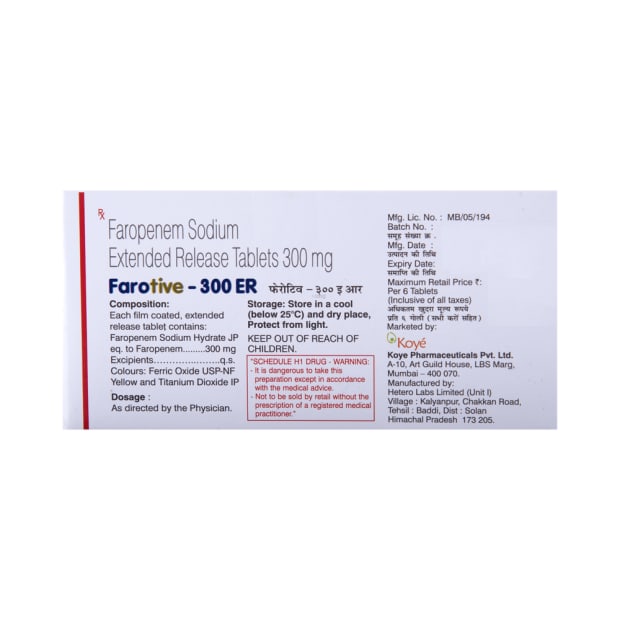 Rx
Faropenem Sodium
Extended Release Tablets 300 mg
Farotive - 300 ER फेरोटिव - ३०० इ आर
Composition:
Each film coated, extended
release tablet contains:
Faropenem Sodium Hydrate JP
eq. to Faropenem.........300 mg
Excipients......................q.s.
Colours: Ferric Oxide USP-NF
Yellow and Titanium Dioxide IP
Dosage :
As directed by the Physician.
Storage: Store in a cool
(below 25°C) and dry place,
Protect from light.
KEEP OUT OF REACH OF
CHILDREN.
"SCHEDULE H1 DRUG - WARNING:
- It is dangerous to take this
preparation except in accordance
with the medical advice.
- Not to be sold by retail without the
prescription of a registered medical
practitioner."
Mfg. Lic. No. : MB/05/194
Batch No. :
समूह संख्या क्र .
Mfg. Date :
उत्पादन की तिथि
Expiry Date:
समाप्ति की तिथि
Maximum Retail Price ₹:
Per 6 Tablets
(Inclusive of all taxes)
अधिकतम खुदरा मूल्य रूपये
प्रति ६ गोली (सभी करों सहित)
Marketed by:
Koyé
Koye Pharmaceuticals Pvt. Ltd.
A-10, Art Guild House, LBS Marg,
Mumbai – 400 070.
Manufactured by:
Hetero Labs Limited (Unit I)
Village : Kalyanpur, Chakkan Road,
Tehsil : Baddi, Dist : Solan
Himachal Pradesh 173 205.